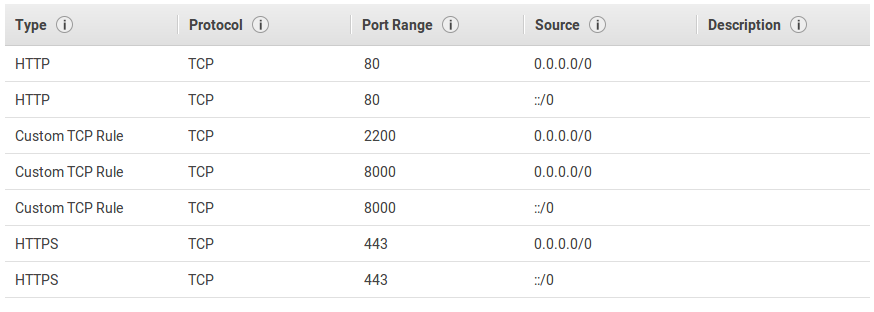 Type Protocol Port Range Source Description
HTTP TCP 80 0.0.0.0/0
HTTP TCP 80 ::/0
Custom TCP Rule TCP 2200 0.0.0.0/0
Custom TCP Rule TCP 8000 0.0.0.0/0
Custom TCP Rule TCP 8000 ::/0
HTTPS TCP 443 0.0.0.0/0
HTTPS TCP 443 ::/0